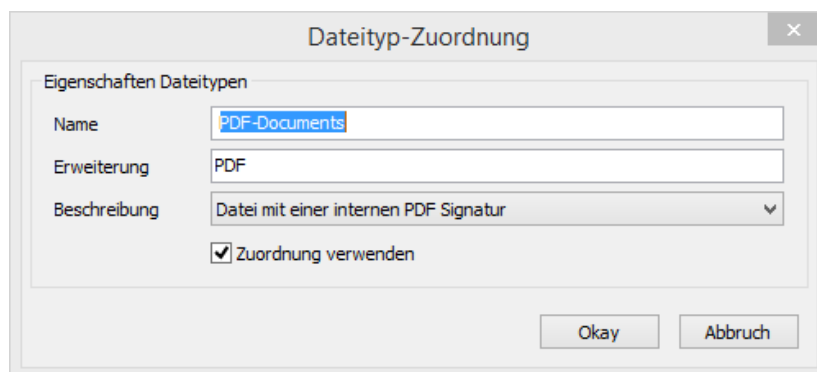 Dateityp-Zuordnung
Eigenschaften Dateitypen
Name PDF-Documents
Erweiterung PDF
Beschreibung Datei mit einer internen PDF Signatur
Zuordnung verwenden
Okay Abbruch